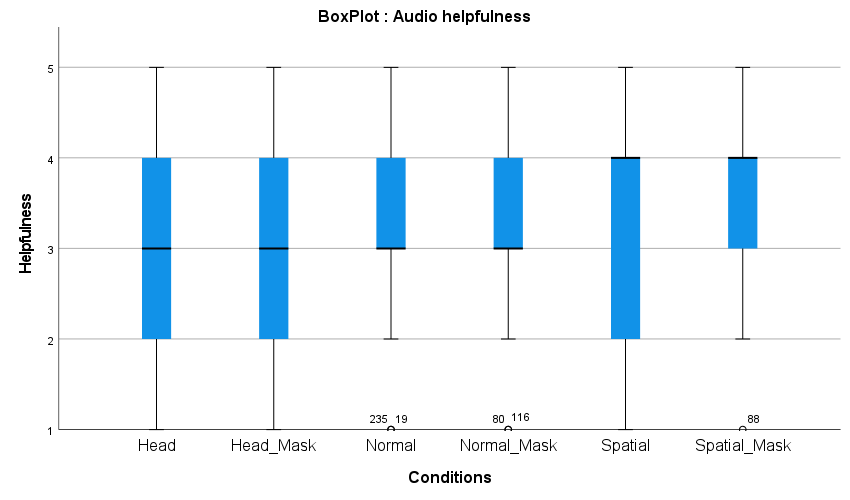 BoxPlot : Audio helpfulness
Helpfulness
5
4
3
2
1
235 19
80 116
88
Head Head_Mask Normal Normal_Mask Spatial Spatial_Mask
Conditions